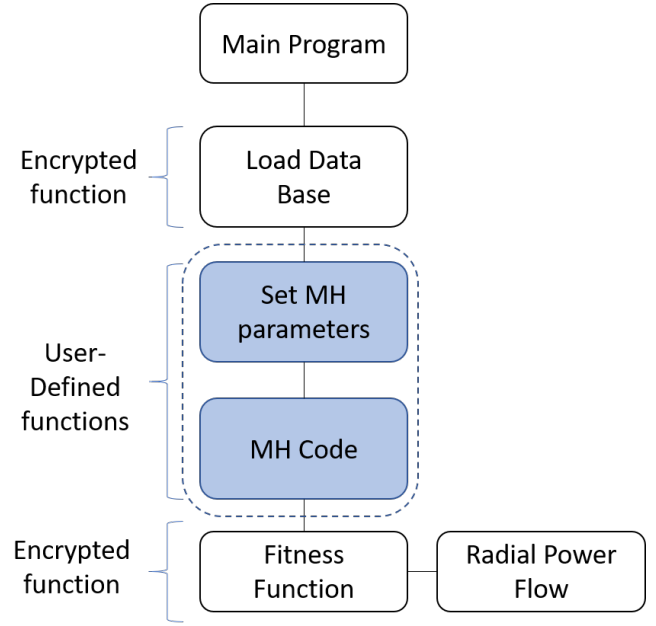 Main Program
Encrypted
function
Load Data
Base
Set MH
parameters
User-
Defined
functions
MH Code
Encrypted
function
Fitness
Function
Radial Power
Flow